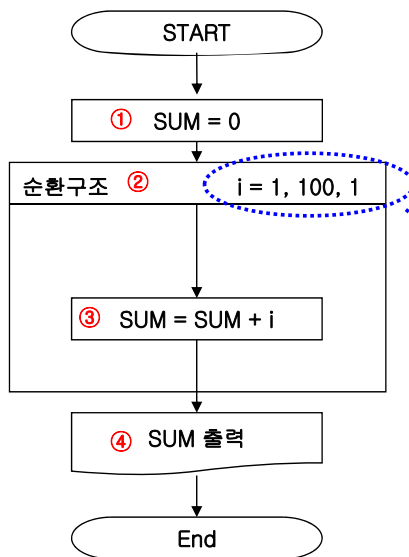 START
① SUM = 0
순환구조 ② i = 1, 100, 1
③ SUM = SUM + i
④ SUM 출력
End